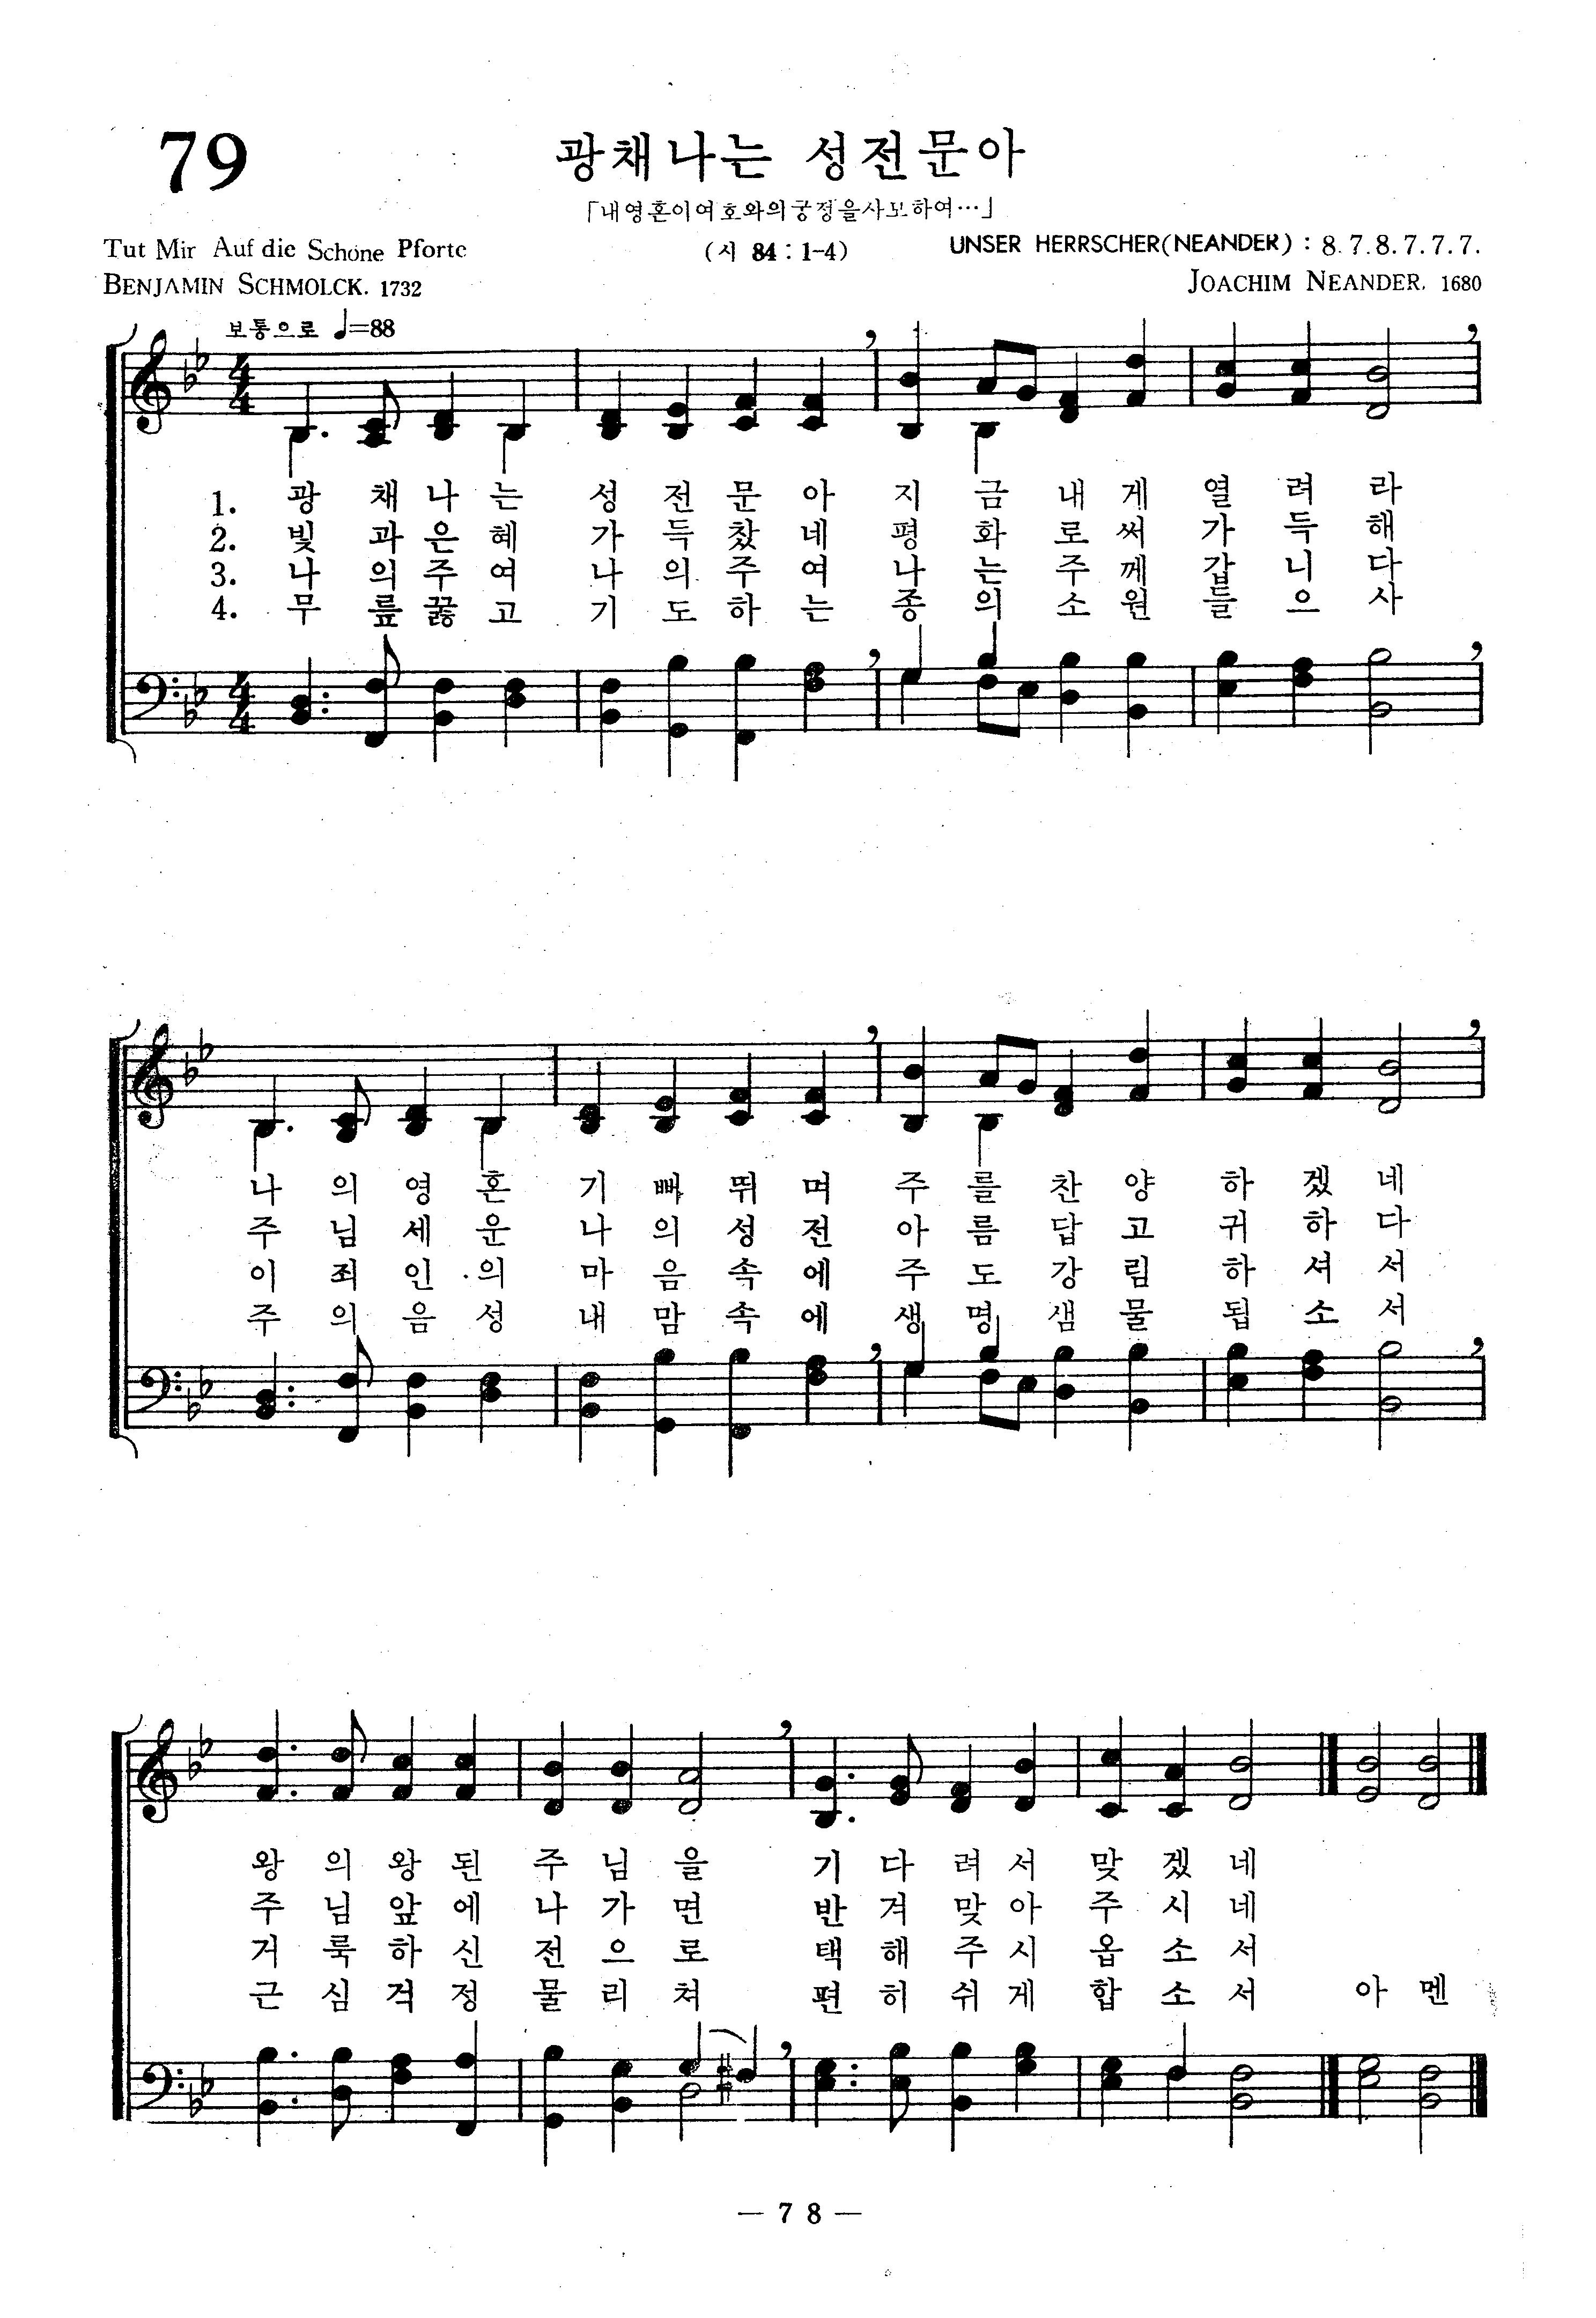 79
광채나는 성전문아
「내영혼이여호와의궁정을사모하여…」
Tut Mir Auf die Schöne Pforte
(시 84 : 1-4)
UNSER HERRSCHER(NEANDER) : 8.7.8.7.7.7.
BENJAMIN SCHMOLCK. 1732
JOACHIM NEANDER. 1680
보통으로 ♩=88
1. 광 채 나 는 성 전 문 아 지 금 내 게 열 려 라
2. 빛 과 은 혜 가 득 찼 네 평 화 로 써 가 득 해
3. 나 의 주 여 나 의 주 여 나 는 주 께 갑 니 다
4. 무 릎 꿇 고 기 도 하 는 종 의 소 원 들 으 사
나 의 영 혼 기 뻐 뛰 며 주 를 찬 양 하 겠 네
주 님 세 운 나 의 성 전 아 름 답 고 귀 하 다
이 죄 인 의 마 음 속 에 주 도 강 림 하 셔 서
주 의 음 성 내 맘 속 에 생 명 샘 물 됩 소 서
왕 의 왕 된 주 님 을 기 다 려 서 맞 겠 네
주 님 앞 에 나 가 면 반 겨 맞 아 주 시 네
거 룩 하 신 전 으 로 택 해 주 시 옵 소 서
근 심 걱 정 물 리 쳐 편 히 쉬 게 합 소 서 아 멘
— 7 8 —